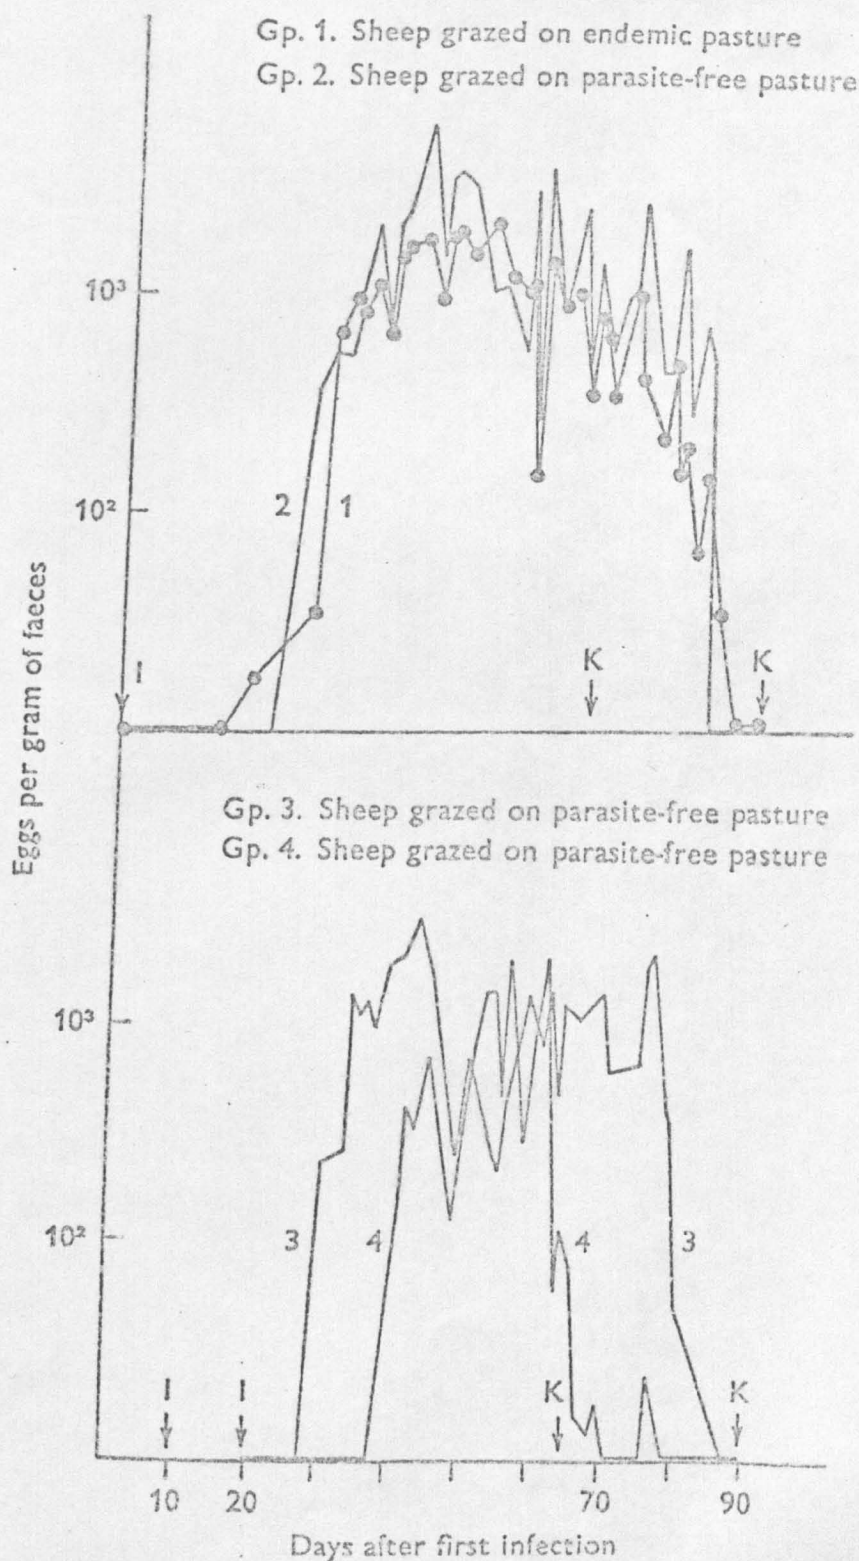 Gp. 1. Sheep grazed on endemic pasture
Gp. 2. Sheep grazed on parasite-free pasture
10³
10²
2 1
I
K K
Eggs per gram of faeces
Gp. 3. Sheep grazed on parasite-free pasture
Gp. 4. Sheep grazed on parasite-free pasture
10³
10²
3 4 4 3
I I K K
10 20 70 90
Days after first infection